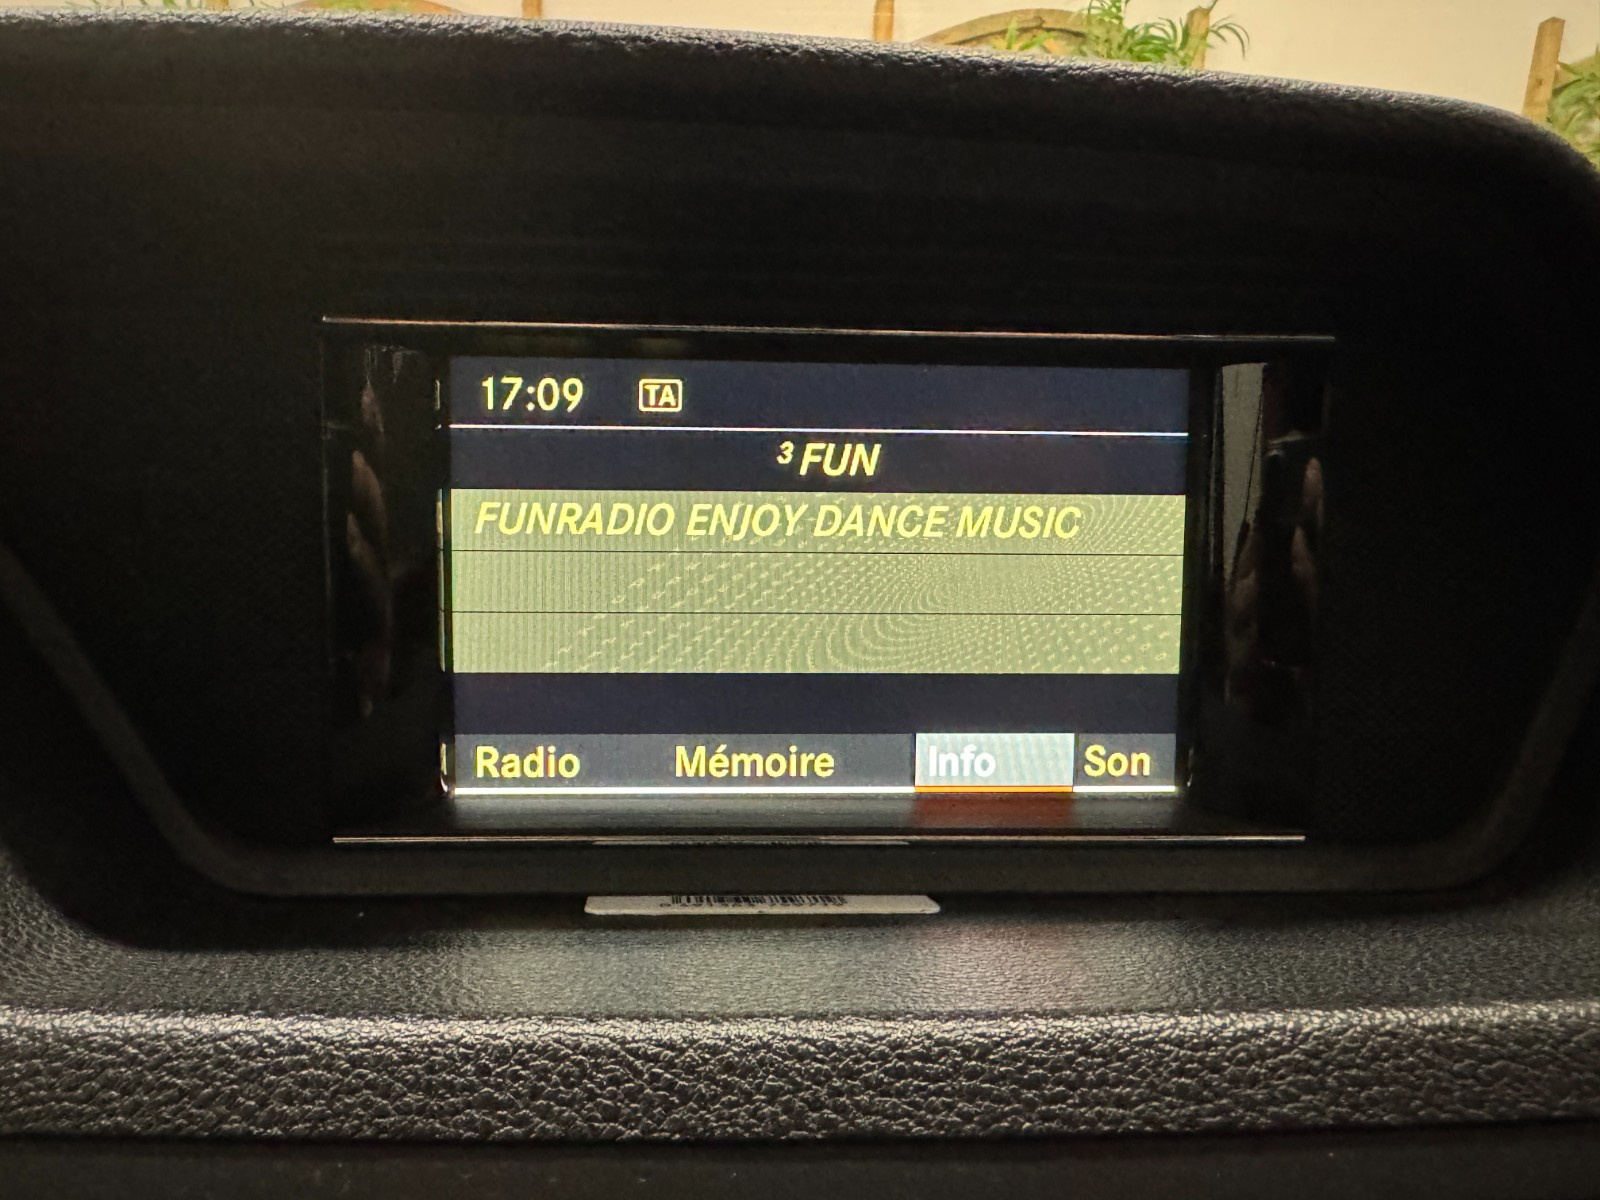 17:09 TA
³ FUN
FUNRADIO ENJOY DANCE MUSIC
Radio Mémoire Info Son